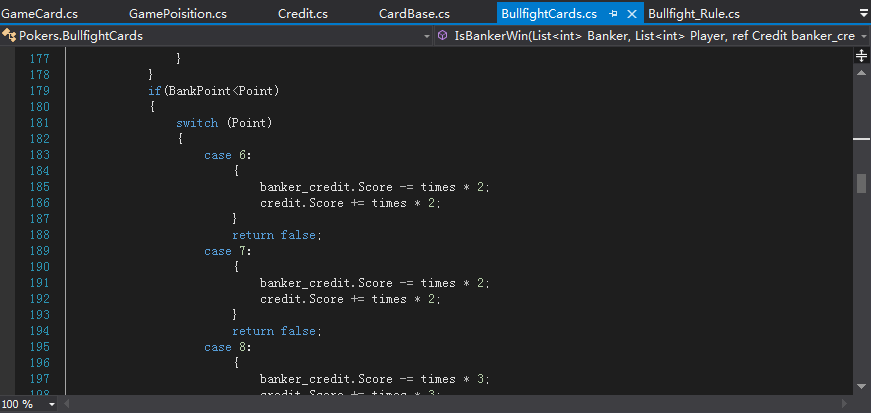 GameCard.cs GamePoisition.cs Credit.cs CardBase.cs BullfightCards.cs Bullfight_Rule.cs
Pokers.BullfightCards IsBankerWin(List<int> Banker, List<int> Player, ref Credit banker_cre
177 }
178 }
179 if(BankPoint<Point)
180 {
181 switch (Point)
182 {
183 case 6:
184 {
185 banker_credit.Score -= times * 2;
186 credit.Score += times * 2;
187 }
188 return false;
189 case 7:
190 {
191 banker_credit.Score -= times * 2;
192 credit.Score += times * 2;
193 }
194 return false;
195 case 8:
196 {
197 banker_credit.Score -= times * 3;
198 credit.Score += times * 3;
100 %